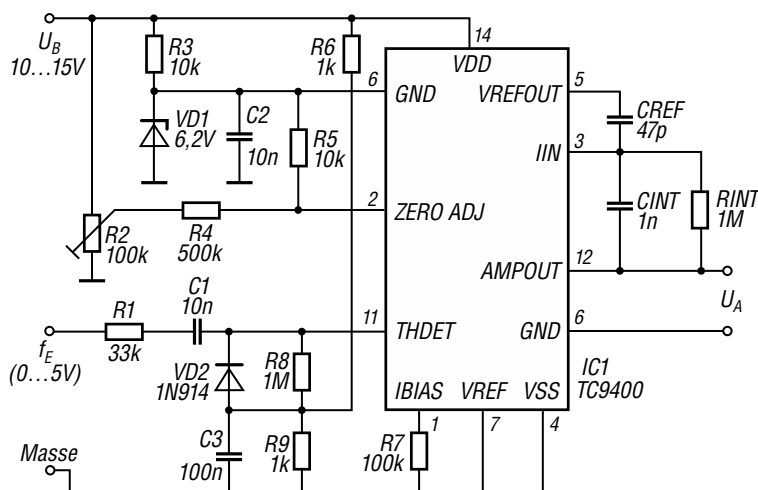 U_B
10…15V
R3
10k
R6
1k
14
VDD
6
GND
VREFOUT
5
CREF
47p
VD1
6,2V
C2
10n
R5
10k
IIN
3
2
ZERO ADJ
CINT
1n
RINT
1M
R2
100k
R4
500k
AMPOUT
12
U_A
C1
10n
R1
33k
11
THDET
GND
6
f_E
(0…5V)
VD2
1N914
R8
1M
IC1
TC9400
IBIAS
VREF
VSS
1
7
4
Masse
C3
100n
R9
1k
R7
100k